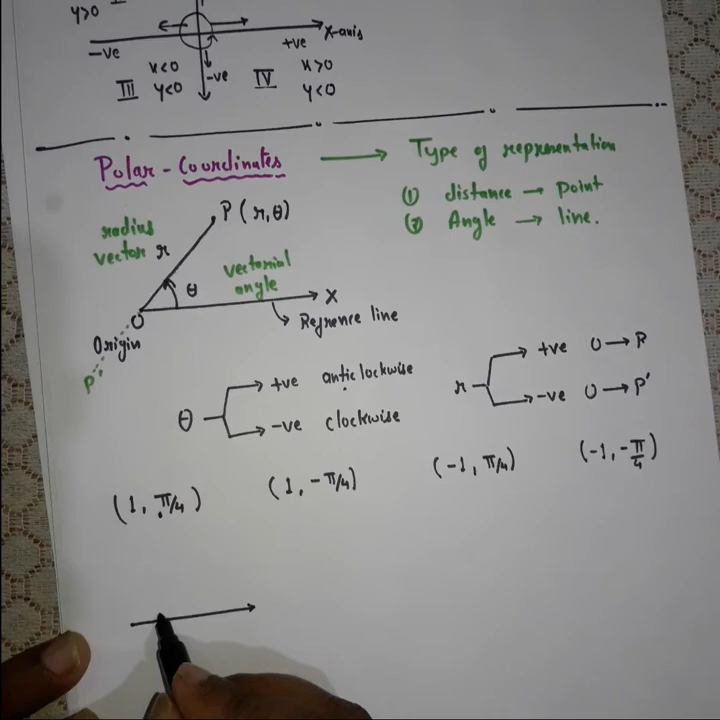 y>0
X-axis
-ve
+ve
x<0
-ve
x>0
III
y<0
IV
y<0
Polar - Coordinates → Type of representation
① distance → point
② Angle → line.
radius
vector r
P(r,θ)
vectorial
angle
θ
X
O
Reference line
Origin
P'
θ
+ve anticlockwise
-ve clockwise
r
+ve O→P
-ve O→P'
(1, π/4)
(1, -π/4)
(-1, π/4)
(-1, -π/4)